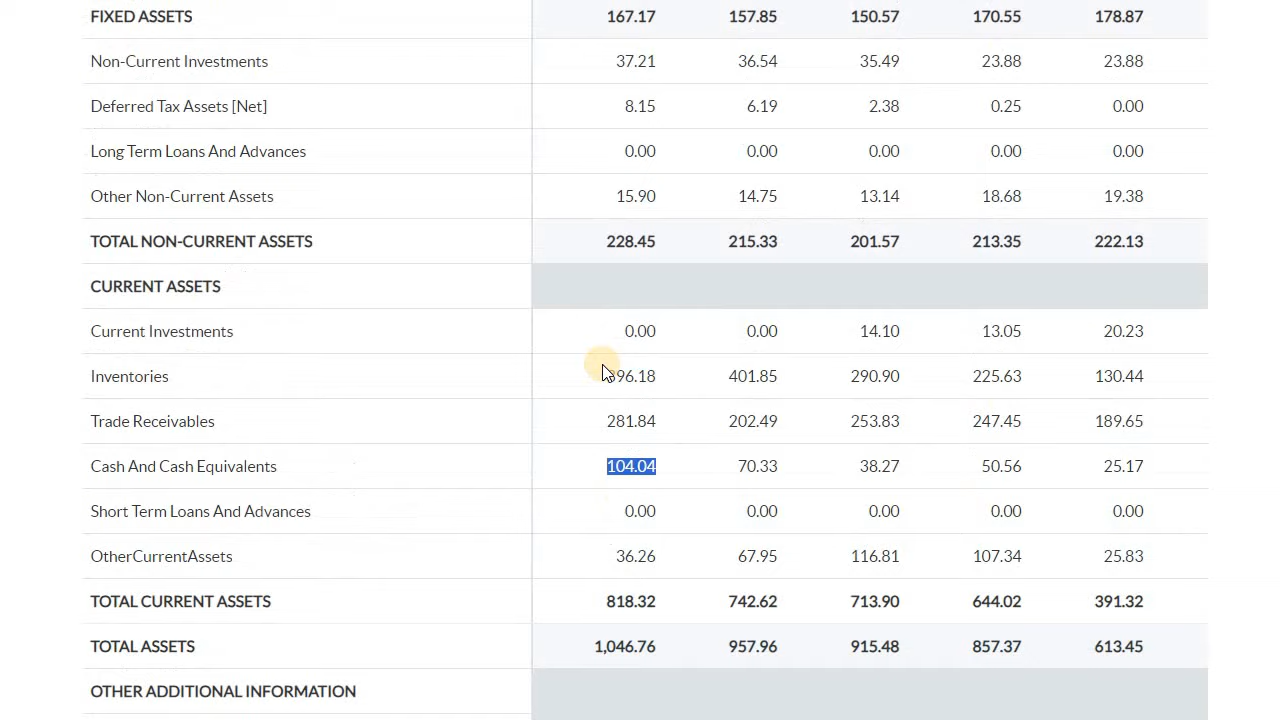 FIXED ASSETS 167.17 157.85 150.57 170.55 178.87
Non-Current Investments 37.21 36.54 35.49 23.88 23.88
Deferred Tax Assets [Net] 8.15 6.19 2.38 0.25 0.00
Long Term Loans And Advances 0.00 0.00 0.00 0.00 0.00
Other Non-Current Assets 15.90 14.75 13.14 18.68 19.38
TOTAL NON-CURRENT ASSETS 228.45 215.33 201.57 213.35 222.13
CURRENT ASSETS
Current Investments 0.00 0.00 14.10 13.05 20.23
Inventories 401.85 290.90 225.63 130.44
Trade Receivables 281.84 202.49 253.83 247.45 189.65
Cash And Cash Equivalents 104.04 70.33 38.27 50.56 25.17
Short Term Loans And Advances 0.00 0.00 0.00 0.00 0.00
OtherCurrentAssets 36.26 67.95 116.81 107.34 25.83
TOTAL CURRENT ASSETS 818.32 742.62 713.90 644.02 391.32
TOTAL ASSETS 1,046.76 957.96 915.48 857.37 613.45
OTHER ADDITIONAL INFORMATION